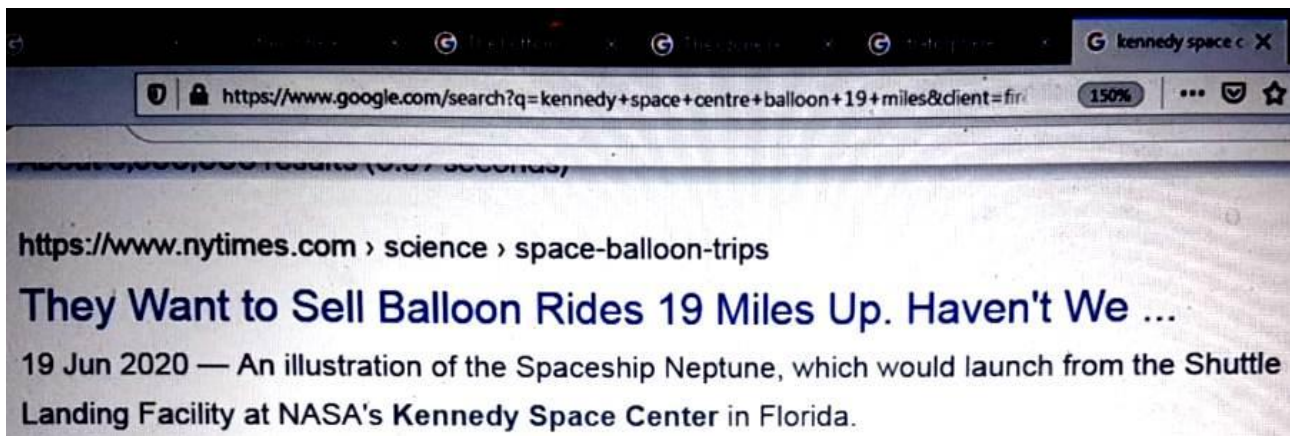 kennedy space c
https://www.google.com/search?q=kennedy+space+centre+balloon+19+miles&client=fir
150%
https://www.nytimes.com › science › space-balloon-trips
They Want to Sell Balloon Rides 19 Miles Up. Haven't We ...
19 Jun 2020 — An illustration of the Spaceship Neptune, which would launch from the Shuttle
Landing Facility at NASA's Kennedy Space Center in Florida.